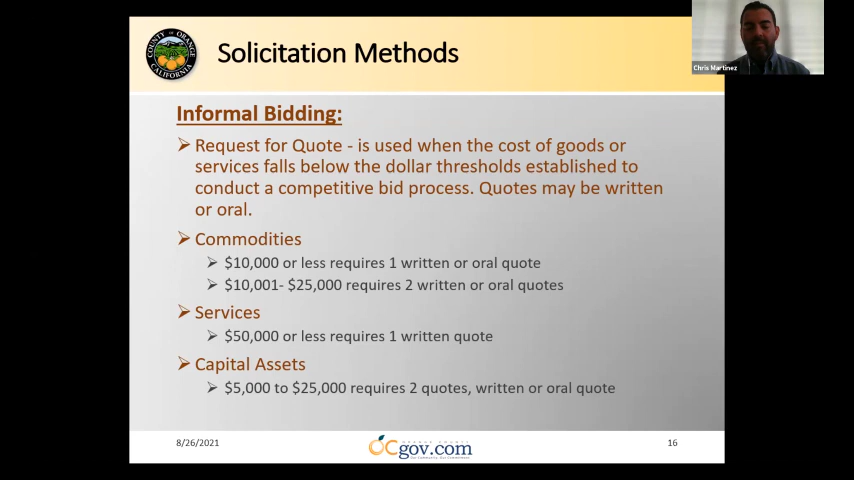 COUNTY OF ORANGE
CALIFORNIA
Solicitation Methods
Chris Martinez
Informal Bidding:
Request for Quote - is used when the cost of goods or
services falls below the dollar thresholds established to
conduct a competitive bid process. Quotes may be written
or oral.
Commodities
$10,000 or less requires 1 written or oral quote
$10,001- $25,000 requires 2 written or oral quotes
Services
$50,000 or less requires 1 written quote
Capital Assets
$5,000 to $25,000 requires 2 quotes, written or oral quote
8/26/2021
OCgov.com
16